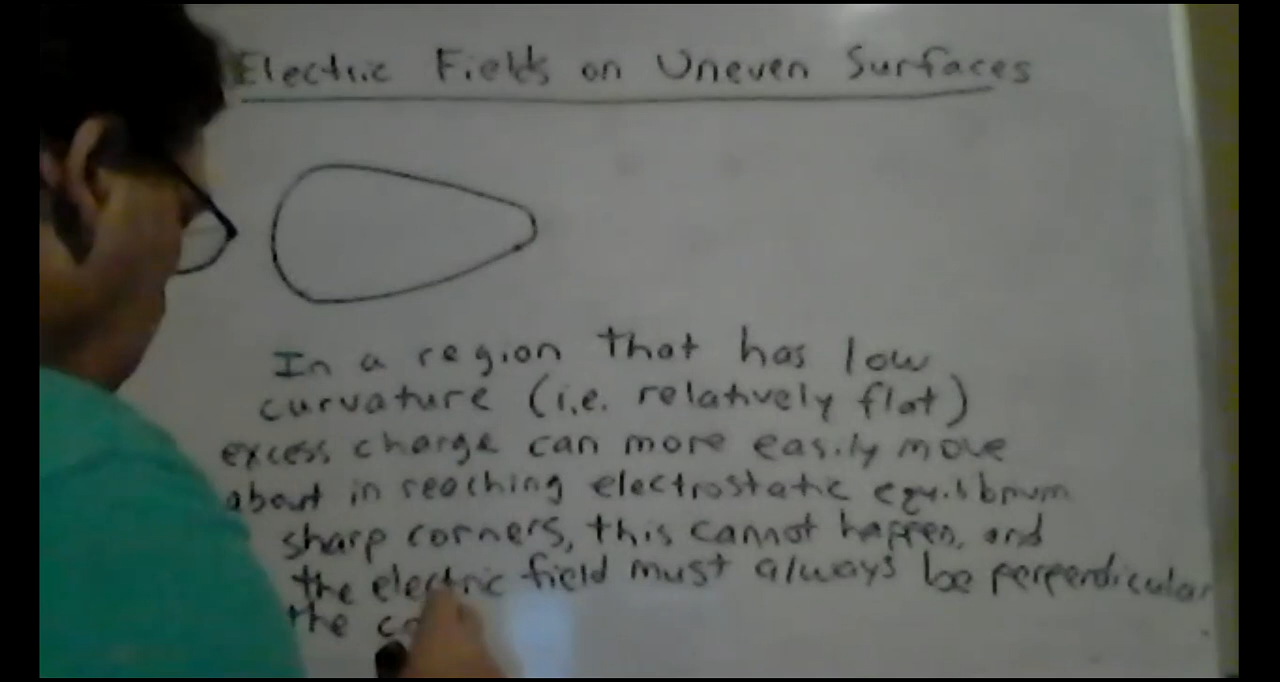 Electric Fields on Uneven Surfaces
In a region that has low
curvature (i.e. relatively flat)
excess charge can more easily move
about in reaching electrostatic equilibrium
sharp corners, this cannot happen, and
the electric field must always be perpendicular
the